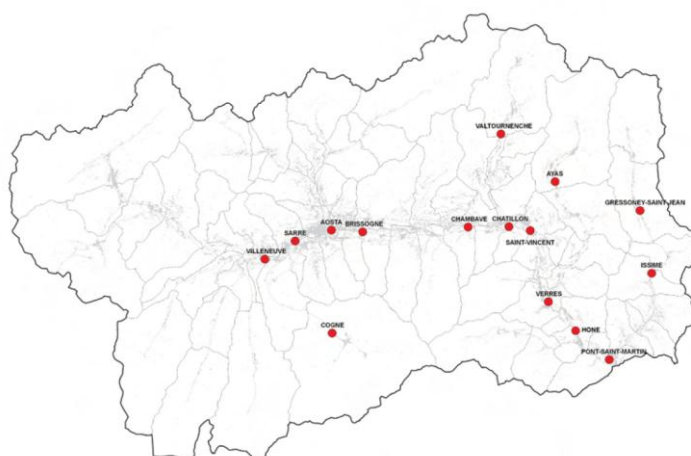 VALTOURNENCHE
AYAS
GRESSONEY-SAINT-JEAN
AOSTA
BRISSOGNE
CHAMBAVE
CHATILLON
SARRE
SAINT-VINCENT
VILLENEUVE
ISSIME
VERRES
COGNE
HONE
PONT-SAINT-MARTIN